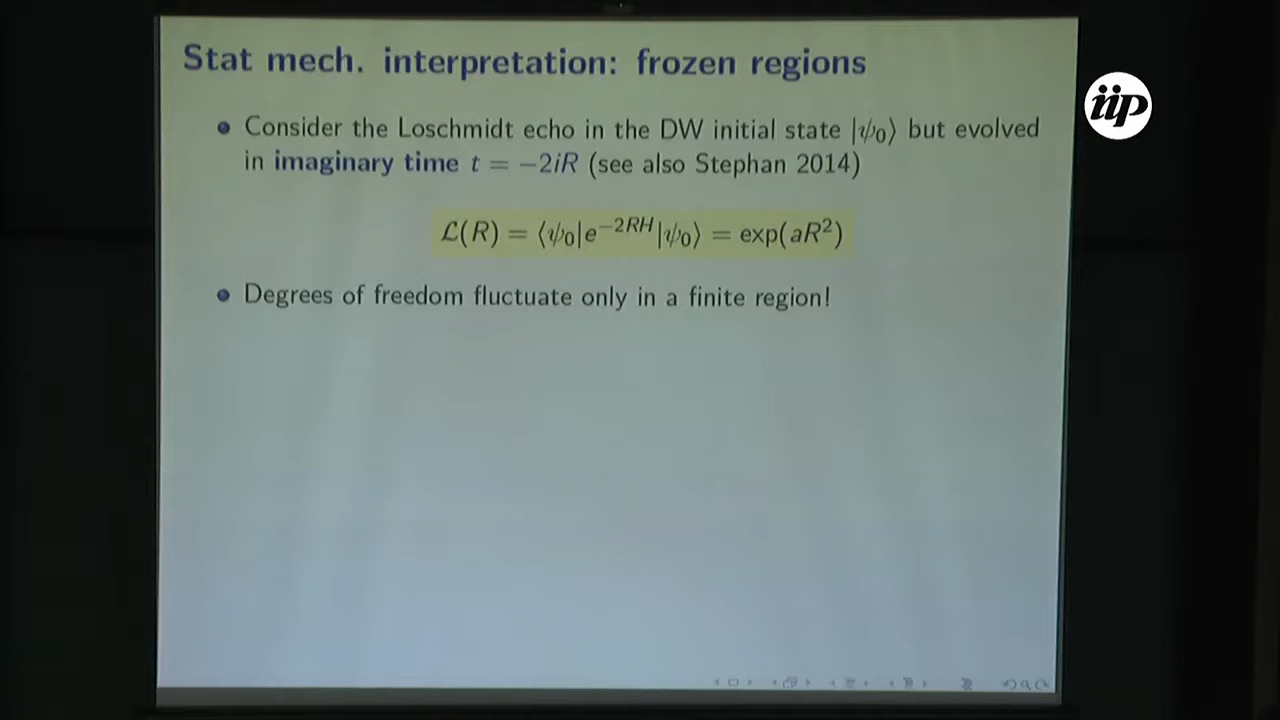 Stat mech. interpretation: frozen regions
Consider the Loschmidt echo in the DW initial state |ψ₀⟩ but evolved
in imaginary time t = −2iR (see also Stephan 2014)
ℒ(R) = ⟨ψ₀|e^{−2RH}|ψ₀⟩ = exp(aR²)
Degrees of freedom fluctuate only in a finite region!
iip